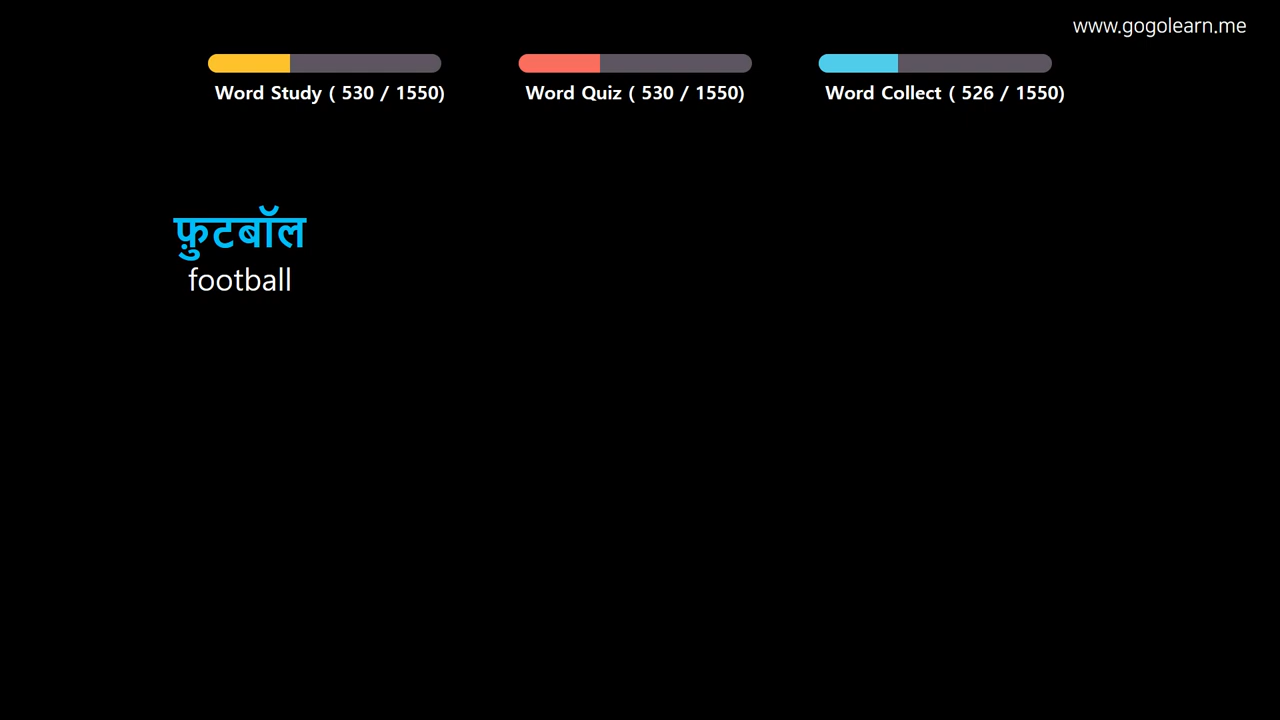 www.gogolearn.me
Word Study ( 530 / 1550)
Word Quiz ( 530 / 1550)
Word Collect ( 526 / 1550)
फ़ुटबॉल
football